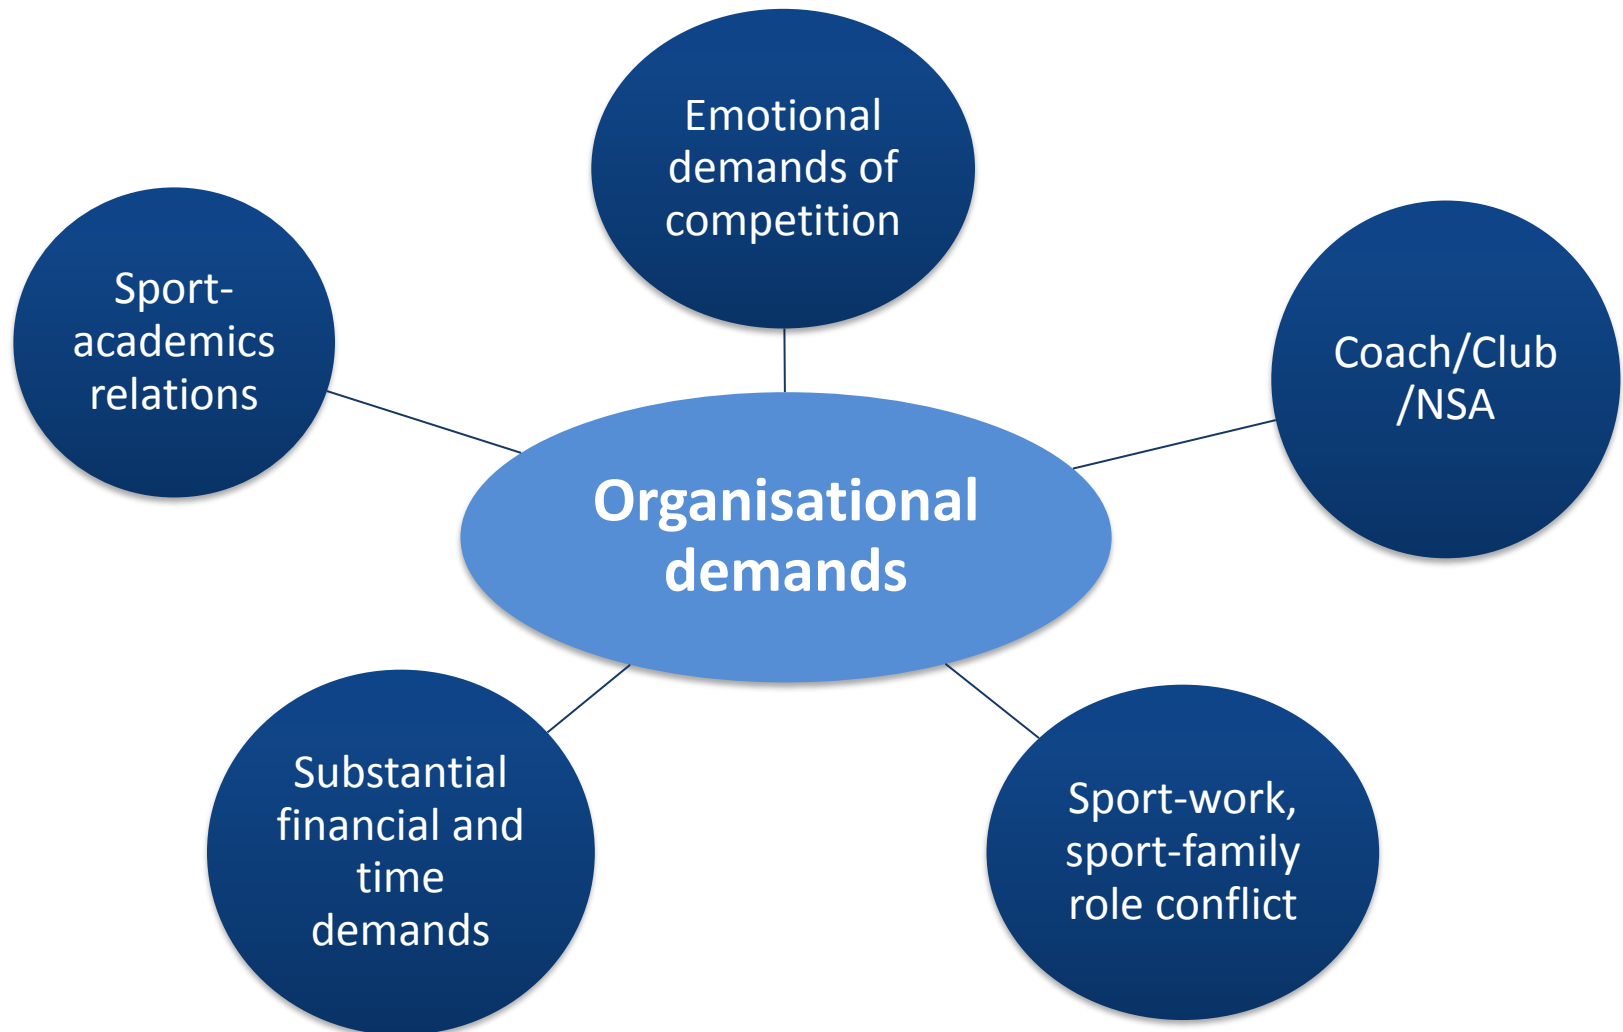 Emotional
demands of
competition
Sport-
academics
relations
Coach/Club
/NSA
Organisational
demands
Substantial
financial and
time
demands
Sport-work,
sport-family
role conflict